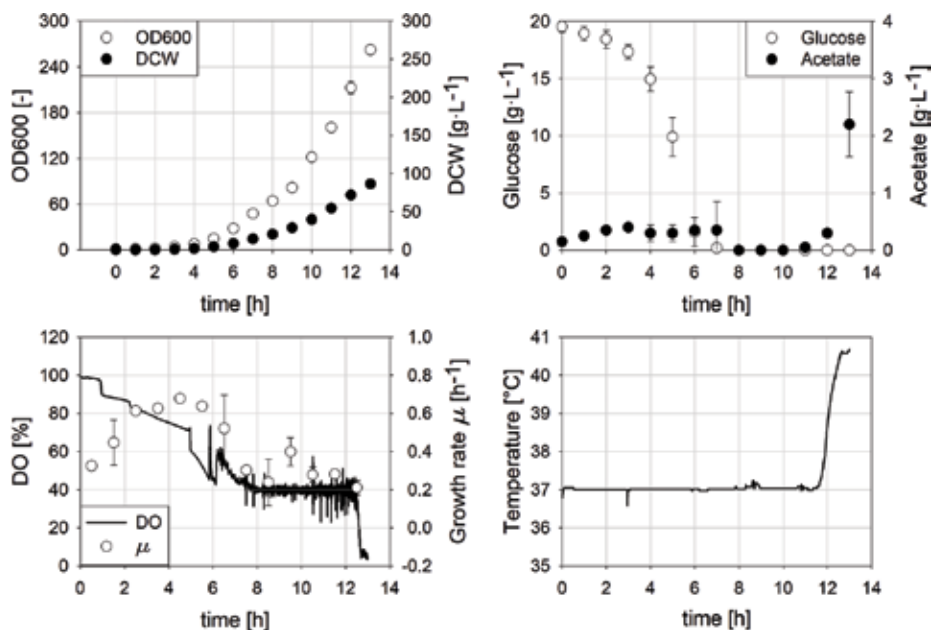 300
240
180
120
60
0
OD600 [-]
OD600
DCW
300
250
200
150
100
50
0
DCW [g·L⁻¹]
0 2 4 6 8 10 12 14
time [h]
20
15
10
5
0
Glucose [g·L⁻¹]
Glucose
Acetate
4
3
2
1
0
Acetate [g·L⁻¹]
0 2 4 6 8 10 12 14
time [h]
120
100
80
60
40
20
0
DO [%]
DO
μ
1.0
0.8
0.6
0.4
0.2
0.0
-0.2
Growth rate μ [h⁻¹]
0 2 4 6 8 10 12 14
time [h]
41
40
39
38
37
36
35
Temperature [°C]
0 2 4 6 8 10 12 14
time [h]